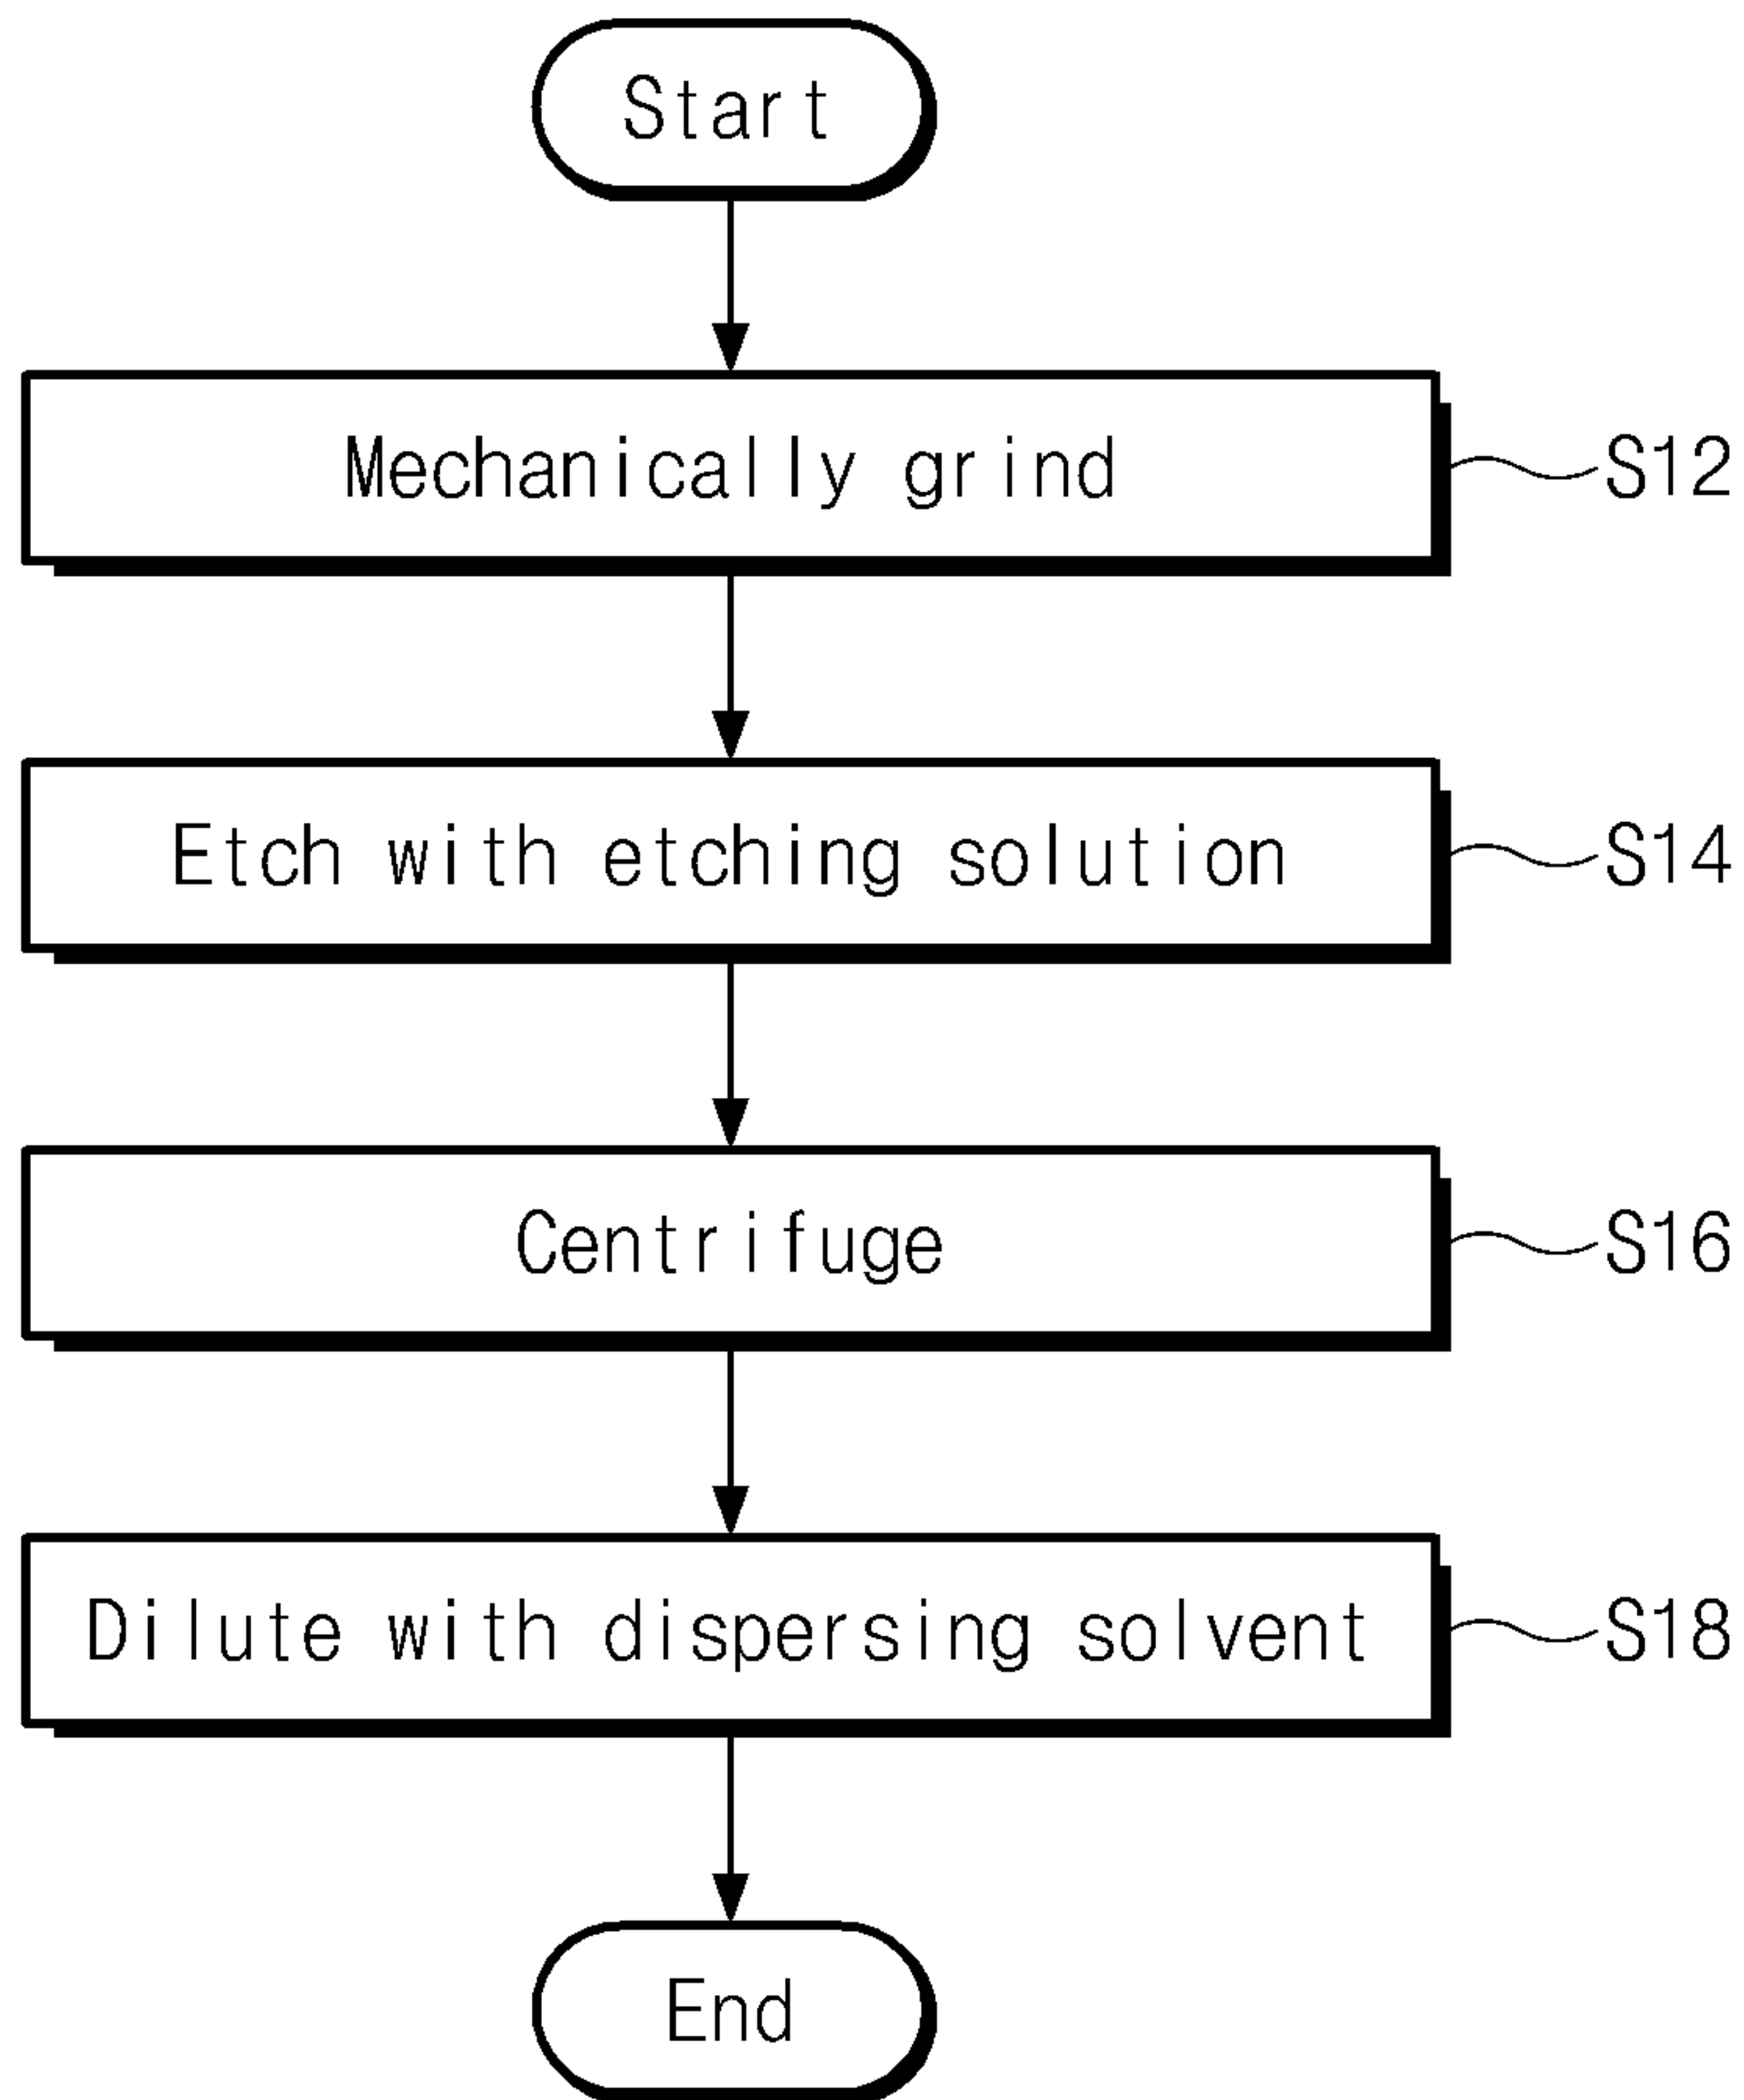 Start
Mechanically grind
S12
Etch with etching solution
S14
Centrifuge
S16
Dilute with dispersing solvent
S18
End